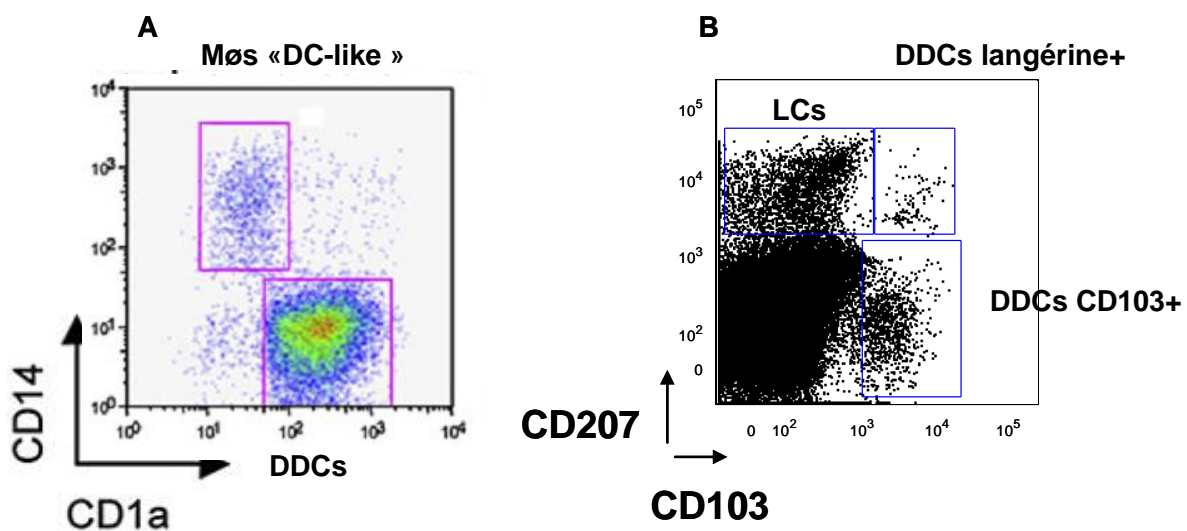 A
Møs «DC-like »
10⁴
10³
10²
10¹
10⁰
10⁰ 10¹ 10² 10³ 10⁴
CD14
DDCs
CD1a
B
DDCs langérine+
LCs
10⁵
10⁴
10³
10²
0
DDCs CD103+
0 10² 10³ 10⁴ 10⁵
CD207
CD103